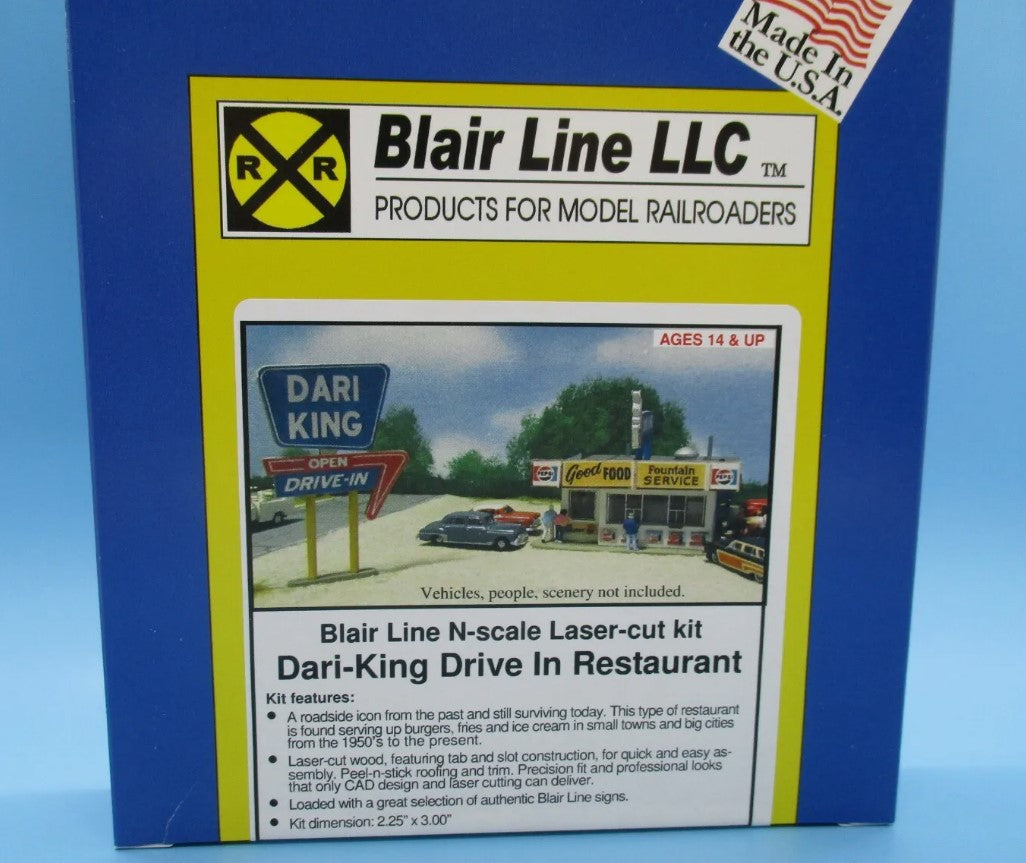 Made In
the U.S.A.
R R
Blair Line LLC TM
PRODUCTS FOR MODEL RAILROADERS
AGES 14 & UP
DARI
KING
OPEN
DRIVE-IN
PEPSI
Good FOOD
Fountain
SERVICE
PEPSI
Vehicles, people, scenery not included.
Blair Line N-scale Laser-cut kit
Dari-King Drive In Restaurant
Kit features:
● A roadside icon from the past and still surviving today. This type of restaurant
is found serving up burgers, fries and ice cream in small towns and big cities
from the 1950's to the present.
● Laser-cut wood, featuring tab and slot construction, for quick and easy as-
sembly. Peel-n-stick roofing and trim. Precision fit and professional looks
that only CAD design and laser cutting can deliver.
● Loaded with a great selection of authentic Blair Line signs.
● Kit dimension: 2.25" x 3.00"